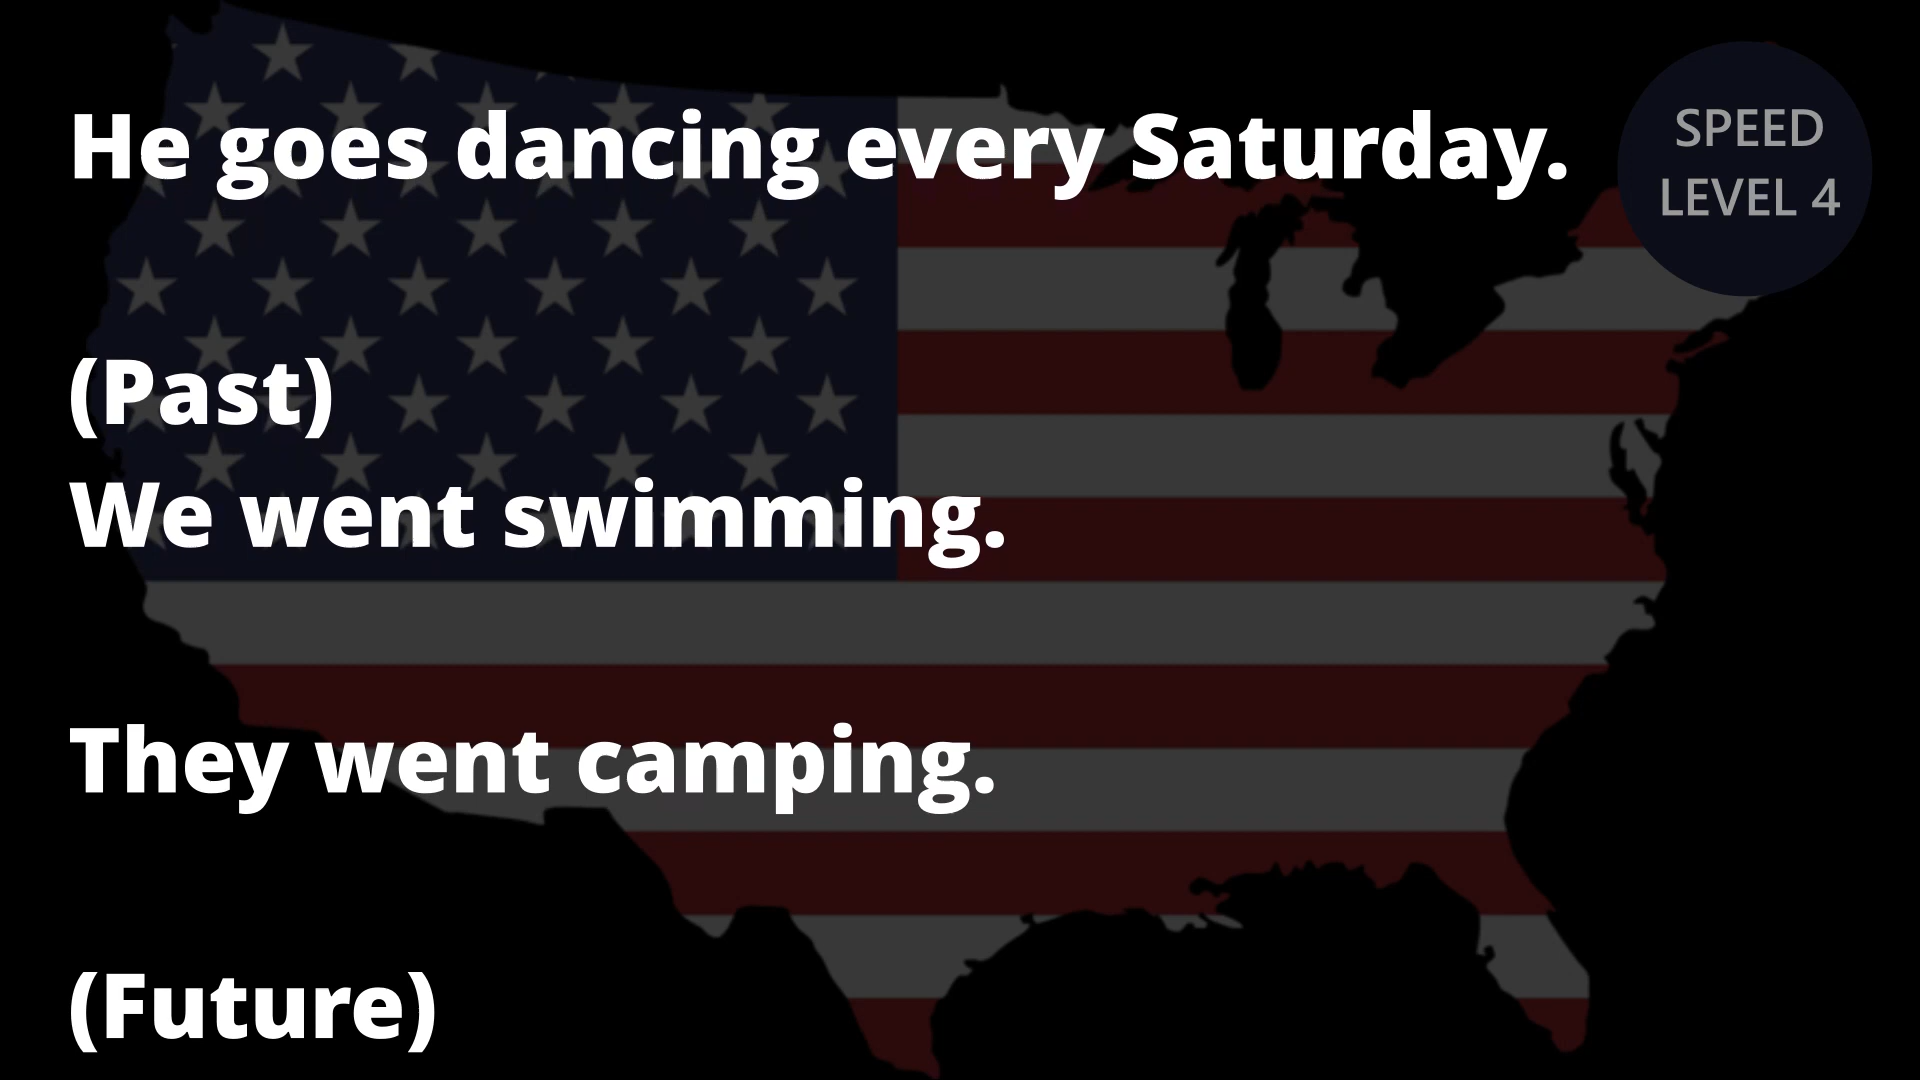 He goes dancing every Saturday.
SPEED
LEVEL 4
(Past)
We went swimming.
They went camping.
(Future)